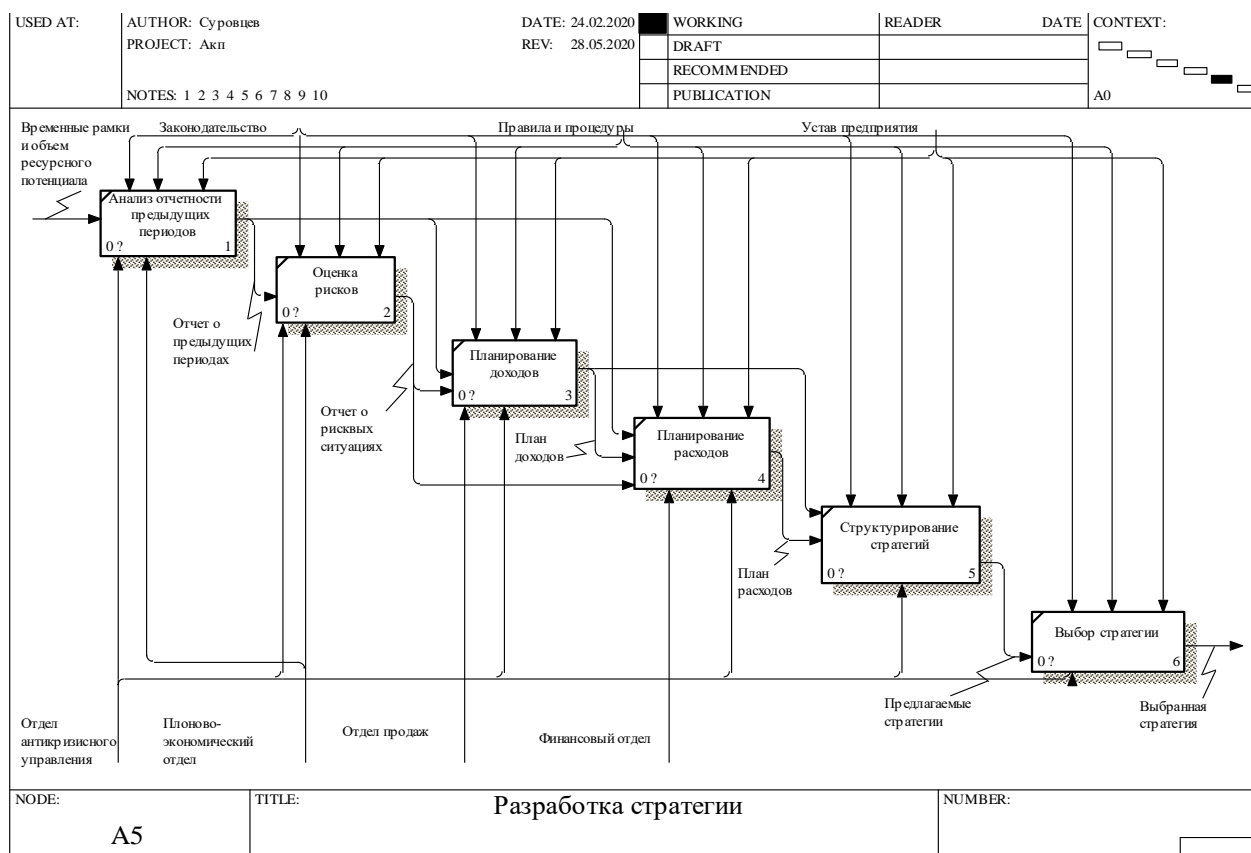 USED AT:
AUTHOR: Суровцев
DATE: 24.02.2020
WORKING
READER
DATE
CONTEXT:
PROJECT: Акп
REV: 28.05.2020
DRAFT
RECOMMENDED
NOTES: 1 2 3 4 5 6 7 8 9 10
PUBLICATION
A0
Временные рамки
и объем
ресурсного
потенциала
Законодательство
Правила и процедуры
Устав предприятия
Анализ отчетности
предыдущих
периодов
0 ?
1
Оценка
рисков
0 ?
2
Отчет о
предыдущих
периодах
Планирование
доходов
0 ?
3
Отчет о
рисквых
ситуациях
План
доходов
Планирование
расходов
0 ?
4
Структурирование
стратегий
0 ?
5
План
расходов
Выбор стратегии
0 ?
6
Предлагаемые
стратегии
Выбранная
стратегия
Отдел
антикризисного
управления
Плоново-
экономический
отдел
Отдел продаж
Финансовый отдел
NODE:
TITLE:
NUMBER:
A5
Разработка стратегии